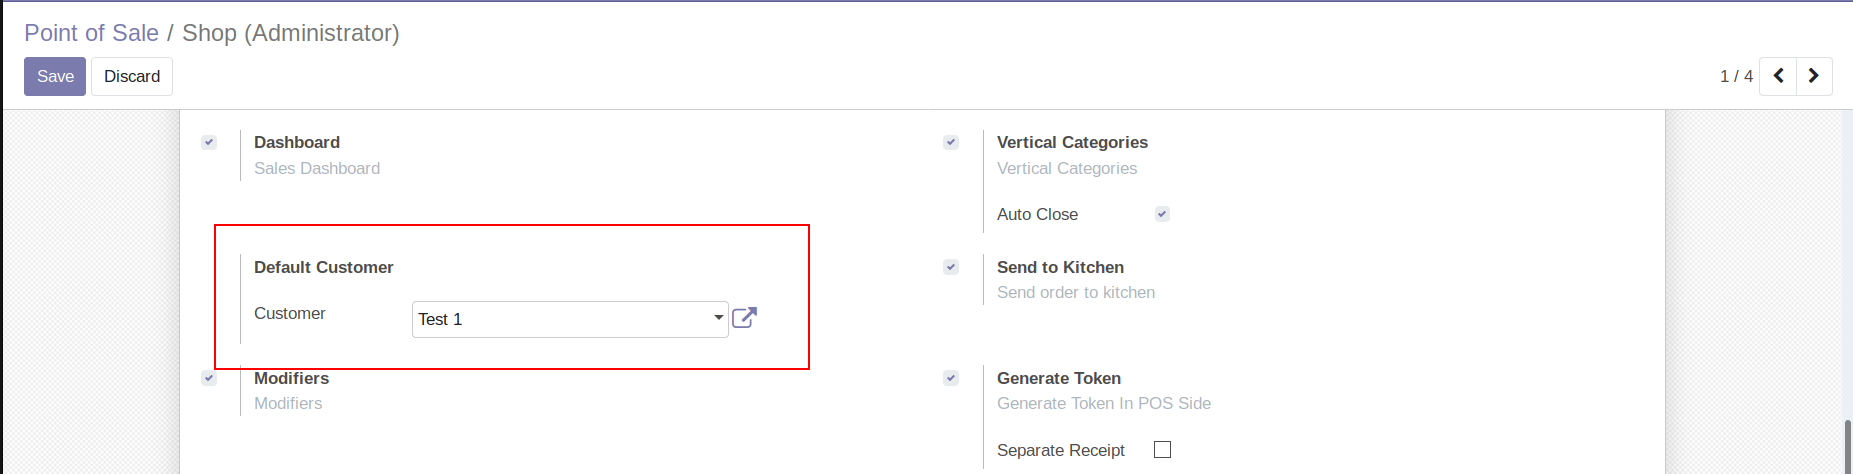 Point of Sale / Shop (Administrator)
Save Discard 1 / 4
Dashboard
Sales Dashboard
Vertical Categories
Vertical Categories
Auto Close
Default Customer
Customer Test 1
Send to Kitchen
Send order to kitchen
Modifiers
Modifiers
Generate Token
Generate Token In POS Side
Separate Receipt